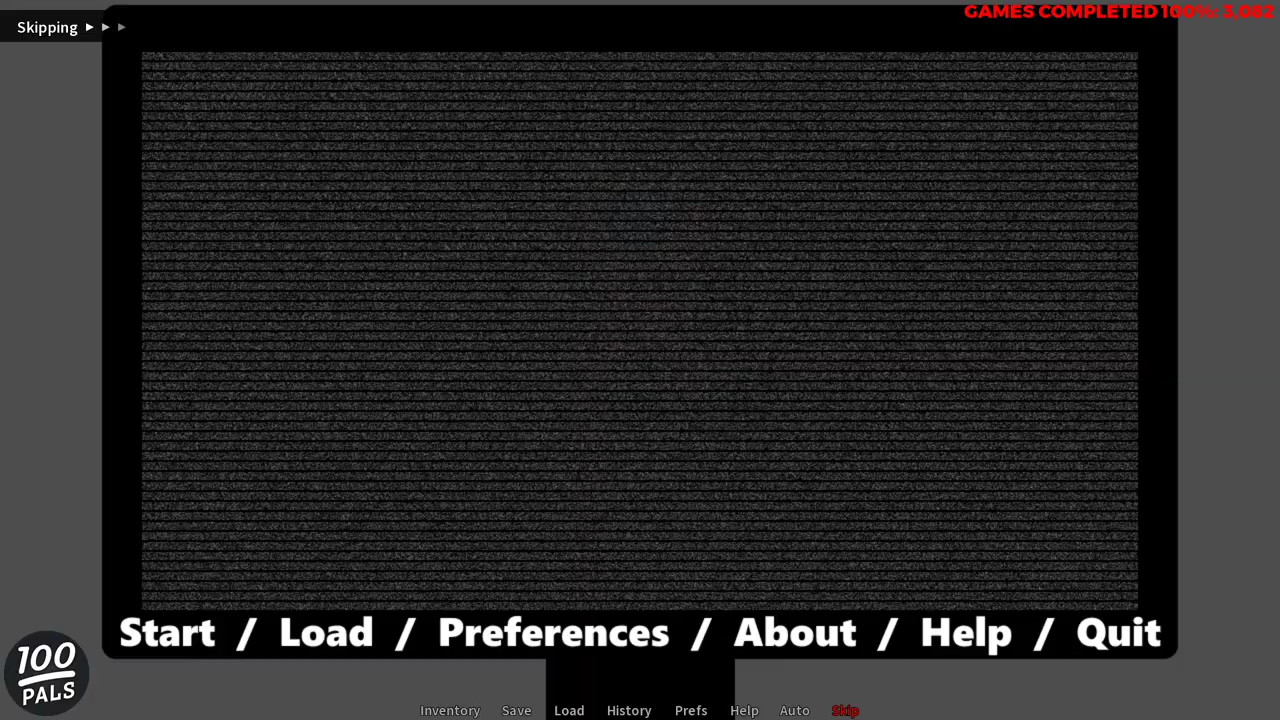 GAMES COMPLETED 100%: 3,082
Skipping
Start / Load / Preferences / About / Help / Quit
100
PALS
Inventory Save Load History Prefs Help Auto Skip